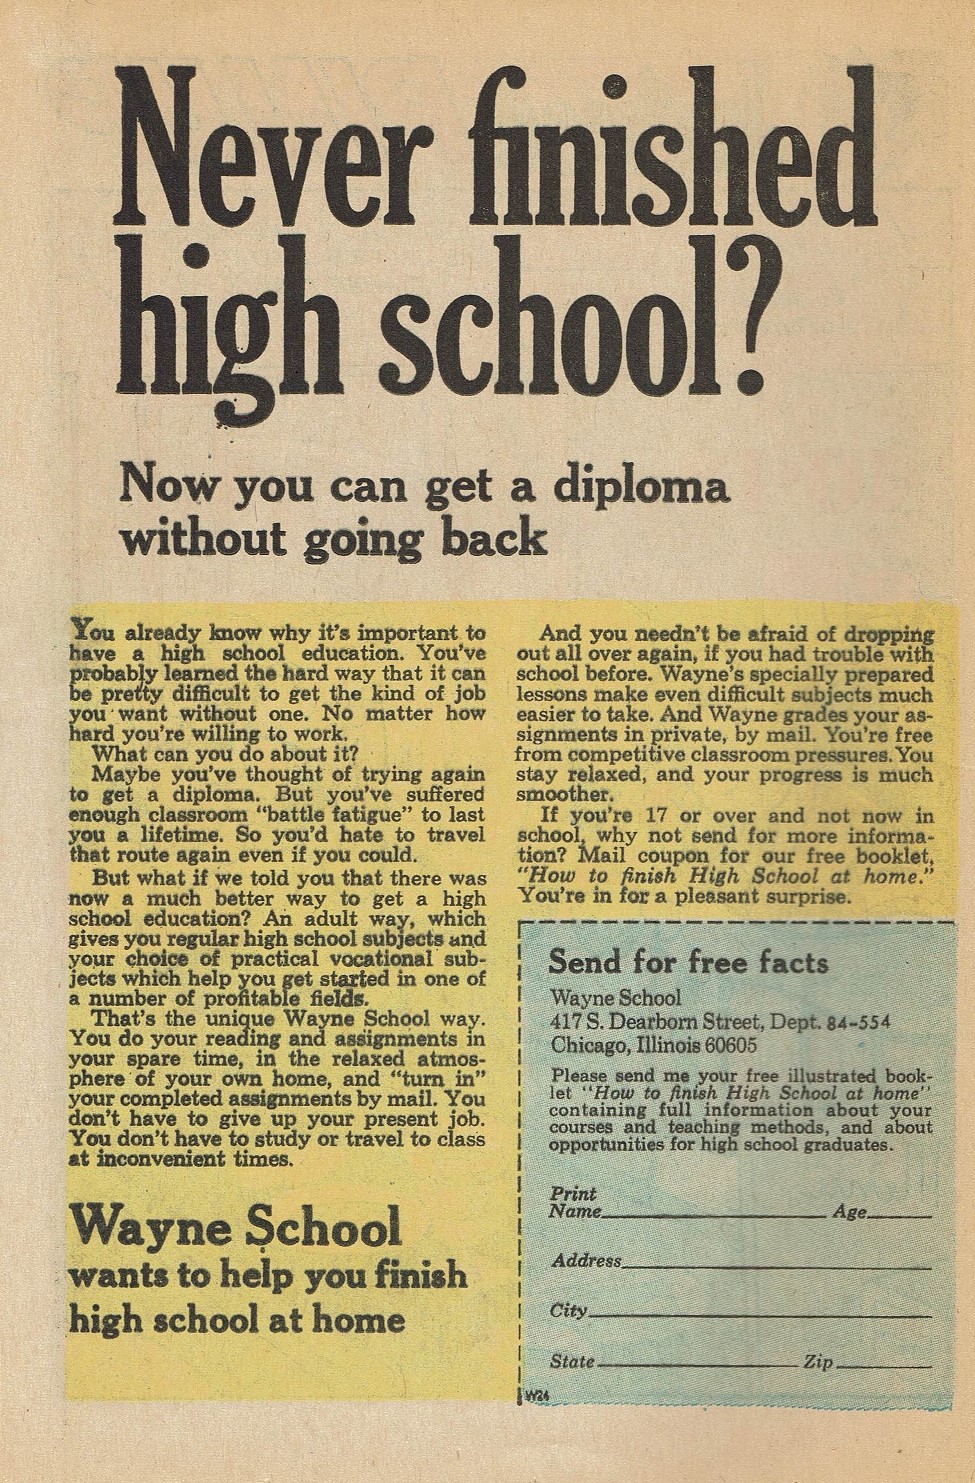 Never finished
high school?
Now you can get a diploma
without going back
You already know why it's important to
have a high school education. You've
probably learned the hard way that it can
be pretty difficult to get the kind of job
you want without one. No matter how
hard you're willing to work.
What can you do about it?
Maybe you've thought of trying again
to get a diploma. But you've suffered
enough classroom "battle fatigue" to last
you a lifetime. So you'd hate to travel
that route again even if you could.
But what if we told you that there was
now a much better way to get a high
school education? An adult way, which
gives you regular high school subjects and
your choice of practical vocational sub-
jects which help you get started in one of
a number of profitable fields.
That's the unique Wayne School way.
You do your reading and assignments in
your spare time, in the relaxed atmos-
phere of your own home, and "turn in"
your completed assignments by mail. You
don't have to give up your present job.
You don't have to study or travel to class
at inconvenient times.
Wayne School
wants to help you finish
high school at home
And you needn't be afraid of dropping
out all over again, if you had trouble with
school before. Wayne's specially prepared
lessons make even difficult subjects much
easier to take. And Wayne grades your as-
signments in private, by mail. You're free
from competitive classroom pressures. You
stay relaxed, and your progress is much
smoother.
If you're 17 or over and not now in
school, why not send for more informa-
tion? Mail coupon for our free booklet,
"How to finish High School at home."
You're in for a pleasant surprise.
Send for free facts
Wayne School
417 S. Dearborn Street, Dept. 84-554
Chicago, Illinois 60605
Please send me your free illustrated book-
let "How to finish High School at home"
containing full information about your
courses and teaching methods, and about
opportunities for high school graduates.
Print
Name Age
Address
City
State Zip
W24